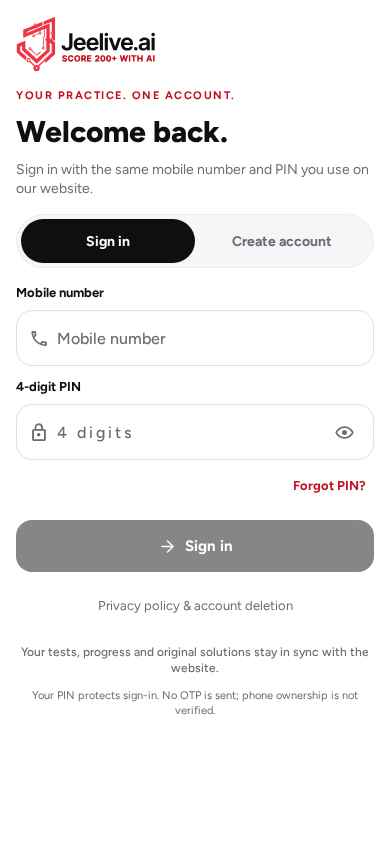 Jeelive.ai
SCORE 200+ WITH AI
YOUR PRACTICE. ONE ACCOUNT.
Welcome back.
Sign in with the same mobile number and PIN you use on
our website.
Sign in
Create account
Mobile number
Mobile number
4-digit PIN
4 digits
Forgot PIN?
Sign in
Privacy policy & account deletion
Your tests, progress and original solutions stay in sync with the
website.
Your PIN protects sign-in. No OTP is sent; phone ownership is not
verified.